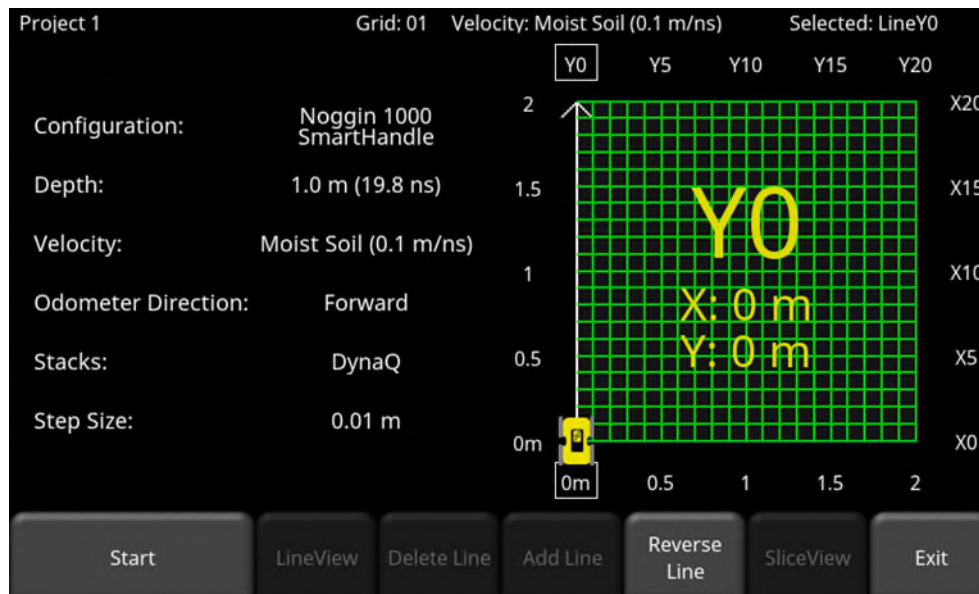 Project 1 Grid: 01 Velocity: Moist Soil (0.1 m/ns) Selected: LineY0
Y0 Y5 Y10 Y15 Y20
Configuration: Noggin 1000
SmartHandle
2 X20
Depth: 1.0 m (19.8 ns)
1.5 X15
Y0
Velocity: Moist Soil (0.1 m/ns)
1 X10
Odometer Direction: Forward
X: 0 m
Stacks: DynaQ
0.5 X5
Y: 0 m
Step Size: 0.01 m
0m X0
0m 0.5 1 1.5 2
Start LineView Delete Line Add Line Reverse
Line SliceView Exit